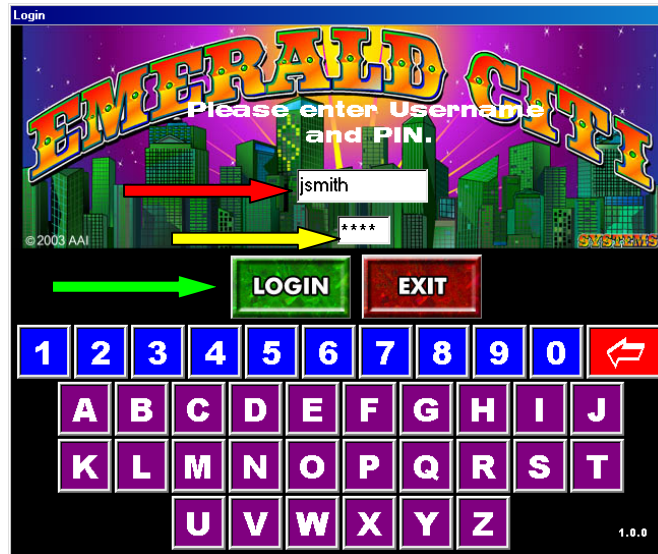 Login
EMERALD CITI
Please enter Username
and PIN.
jsmith
****
© 2003 AAI
SYSTEMS
LOGIN EXIT
1 2 3 4 5 6 7 8 9 0
A B C D E F G H I J
K L M N O P Q R S T
U V W X Y Z
1.0.0